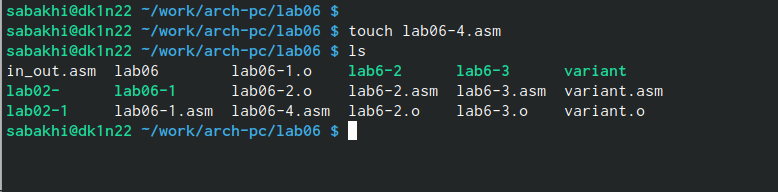 sabakhi@dk1n22 ~/work/arch-pc/lab06 $
sabakhi@dk1n22 ~/work/arch-pc/lab06 $ touch lab06-4.asm
sabakhi@dk1n22 ~/work/arch-pc/lab06 $ ls
in_out.asm lab06 lab06-1.o lab6-2 lab6-3 variant
lab02- lab06-1 lab06-2.o lab6-2.asm lab6-3.asm variant.asm
lab02-1 lab06-1.asm lab06-4.asm lab6-2.o lab6-3.o variant.o
sabakhi@dk1n22 ~/work/arch-pc/lab06 $